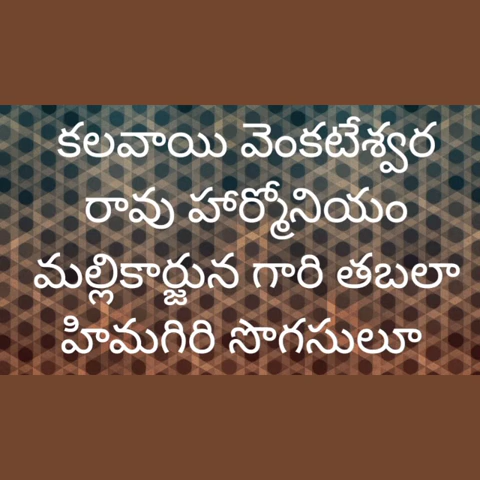 కలవాయి వెంకటేశ్వర
రావు హార్మోనియం
మల్లికార్జున గారి తబలా
హిమగిరి సొగసులూ